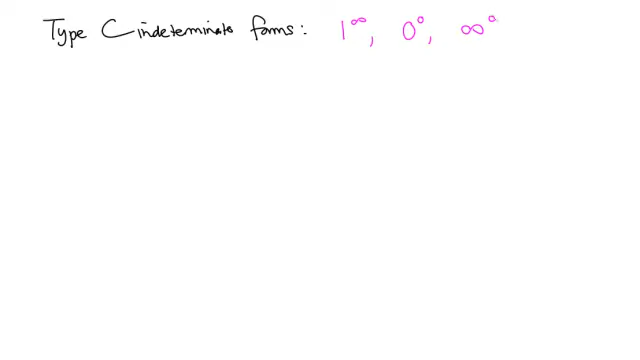 Type C indeterminate forms: 1^∞, 0^0, ∞^0